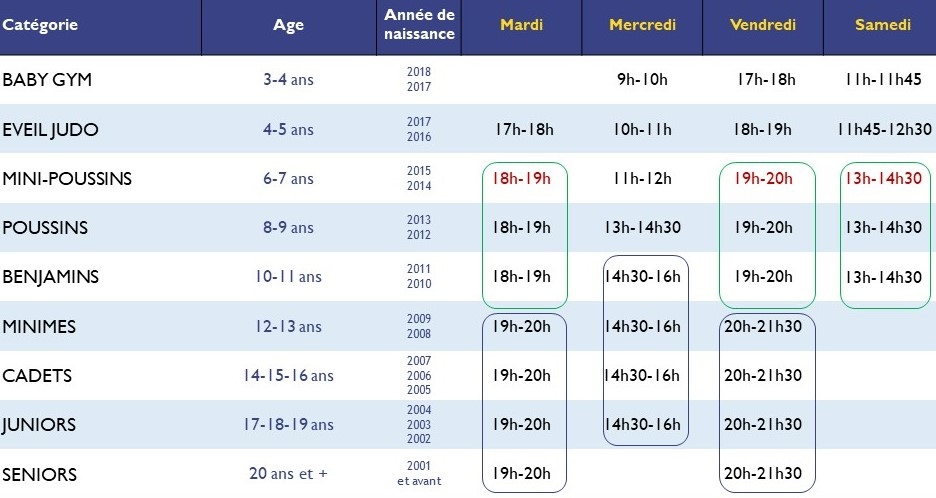 Catégorie Age Année de naissance Mardi Mercredi Vendredi Samedi
BABY GYM 3-4 ans 2018 2017 9h-10h 17h-18h 11h-11h45
EVEIL JUDO 4-5 ans 2017 2016 17h-18h 10h-11h 18h-19h 11h45-12h30
MINI-POUSSINS 6-7 ans 2015 2014 18h-19h 11h-12h 19h-20h 13h-14h30
POUSSINS 8-9 ans 2013 2012 18h-19h 13h-14h30 19h-20h 13h-14h30
BENJAMINS 10-11 ans 2011 2010 18h-19h 14h30-16h 19h-20h 13h-14h30
MINIMES 12-13 ans 2009 2008 19h-20h 14h30-16h 20h-21h30
CADETS 14-15-16 ans 2007 2006 2005 19h-20h 14h30-16h 20h-21h30
JUNIORS 17-18-19 ans 2004 2003 2002 19h-20h 14h30-16h 20h-21h30
SENIORS 20 ans et + 2001 et avant 19h-20h 20h-21h30